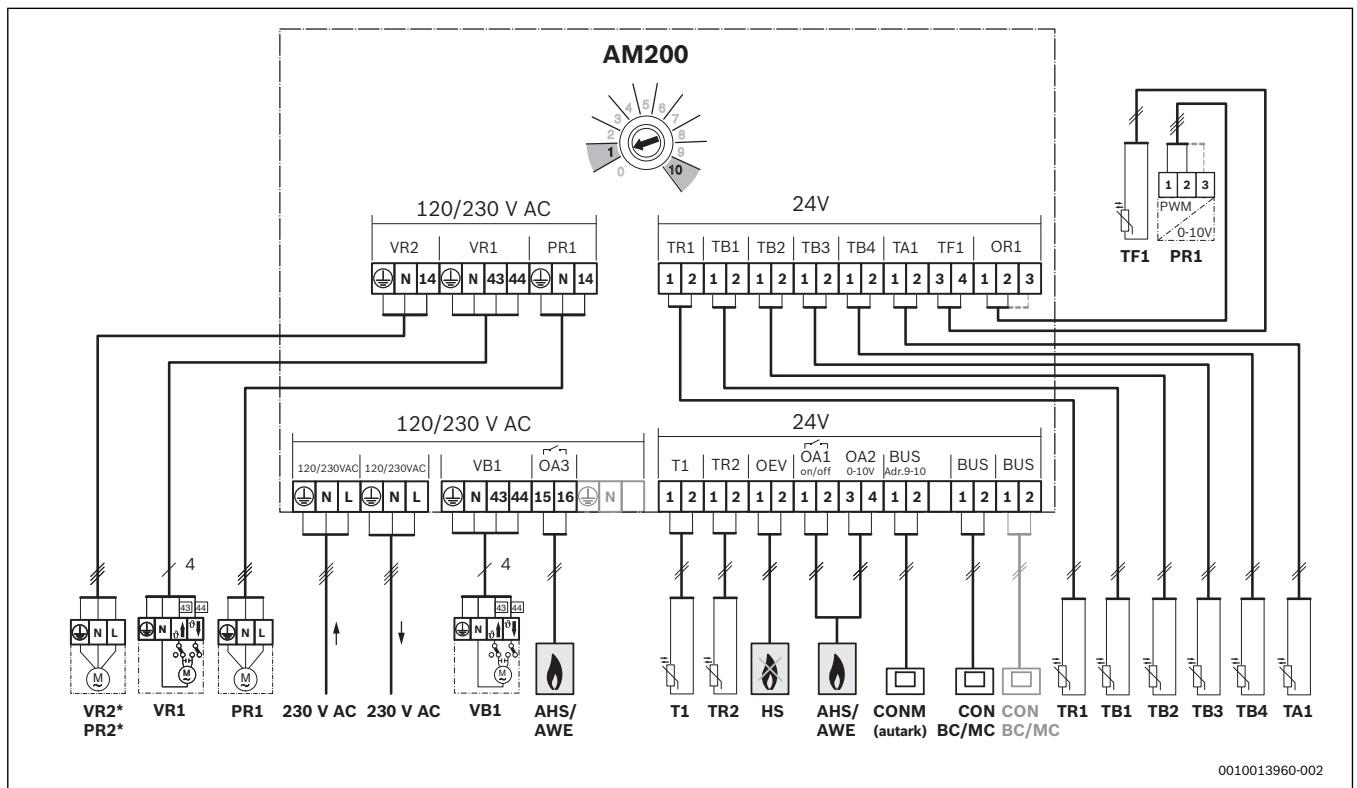 AM200
0 1 2 3 4 5 6 7 8 9 10
120/230 V AC
VR2 VR1 PR1
N 14 N 43 44 N 14
24V
TR1 TB1 TB2 TB3 TB4 TA1 TF1 OR1
1 2 1 2 1 2 1 2 1 2 1 2 3 4 1 2 3
1 2 3
PWM
0-10V
TF1 PR1
120/230 V AC
120/230VAC 120/230VAC VB1 OA3
N L N L N 43 44 15 16 N
24V
T1 TR2 OEV OA1 OA2 BUS BUS BUS
on/off 0-10V Adr.9-10
1 2 1 2 1 2 1 2 3 4 1 2 1 2 1 2
4 4
43 44 43 44
N L N ϑ ϑ N L N ϑ ϑ
M M M M
~ ~ ~ ~
VR2* VR1 PR1 230 V AC 230 V AC VB1 AHS/ T1 TR2 HS AHS/ CONM CON CON TR1 TB1 TB2 TB3 TB4 TA1
PR2* AWE AWE (autark) BC/MC BC/MC
0010013960-002